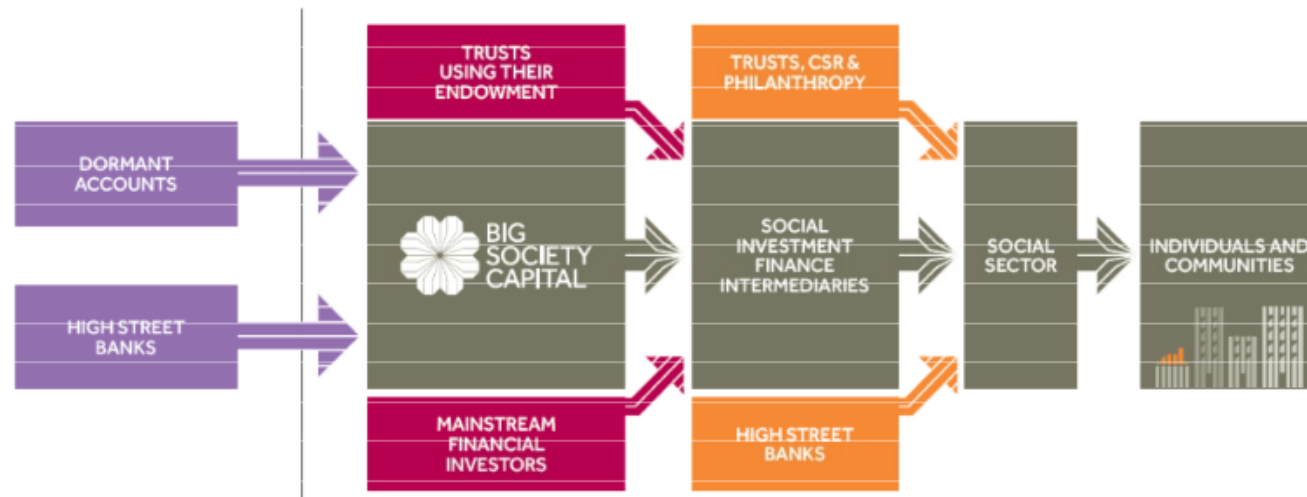 TRUSTS
USING THEIR
ENDOWMENT
TRUSTS, CSR &
PHILANTHROPY
DORMANT
ACCOUNTS
BIG
SOCIETY
CAPITAL
SOCIAL
INVESTMENT
FINANCE
INTERMEDIARIES
SOCIAL
SECTOR
INDIVIDUALS AND
COMMUNITIES
HIGH STREET
BANKS
MAINSTREAM
FINANCIAL
INVESTORS
HIGH STREET
BANKS